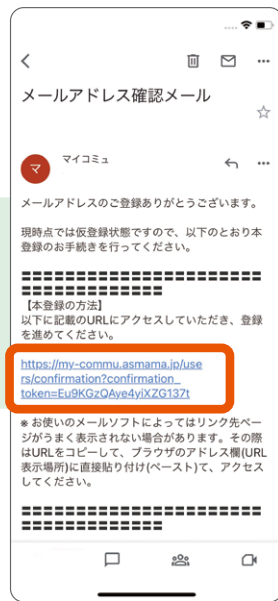 メールアドレス確認メール
マ
マイコミュ
メールアドレスのご登録ありがとうございます。
現時点では仮登録状態ですので、以下のとおり本
登録のお手続きを行ってください。
========================
================
【本登録の方法】
以下に記載のURLにアクセスしていただき、登録
を進めてください。
https://my-commu.asmama.jp/use
rs/confirmation?confirmation_
token=Eu9KGzQAye4yiXZG137t
※ お使いのメールソフトによってはリンク先ペー
ジがうまく表示されない場合があります。その際
はURLをコピーして、ブラウザのアドレス欄(URL
表示場所)に直接貼り付け(ペースト)て、アクセス
してください。
========================
================